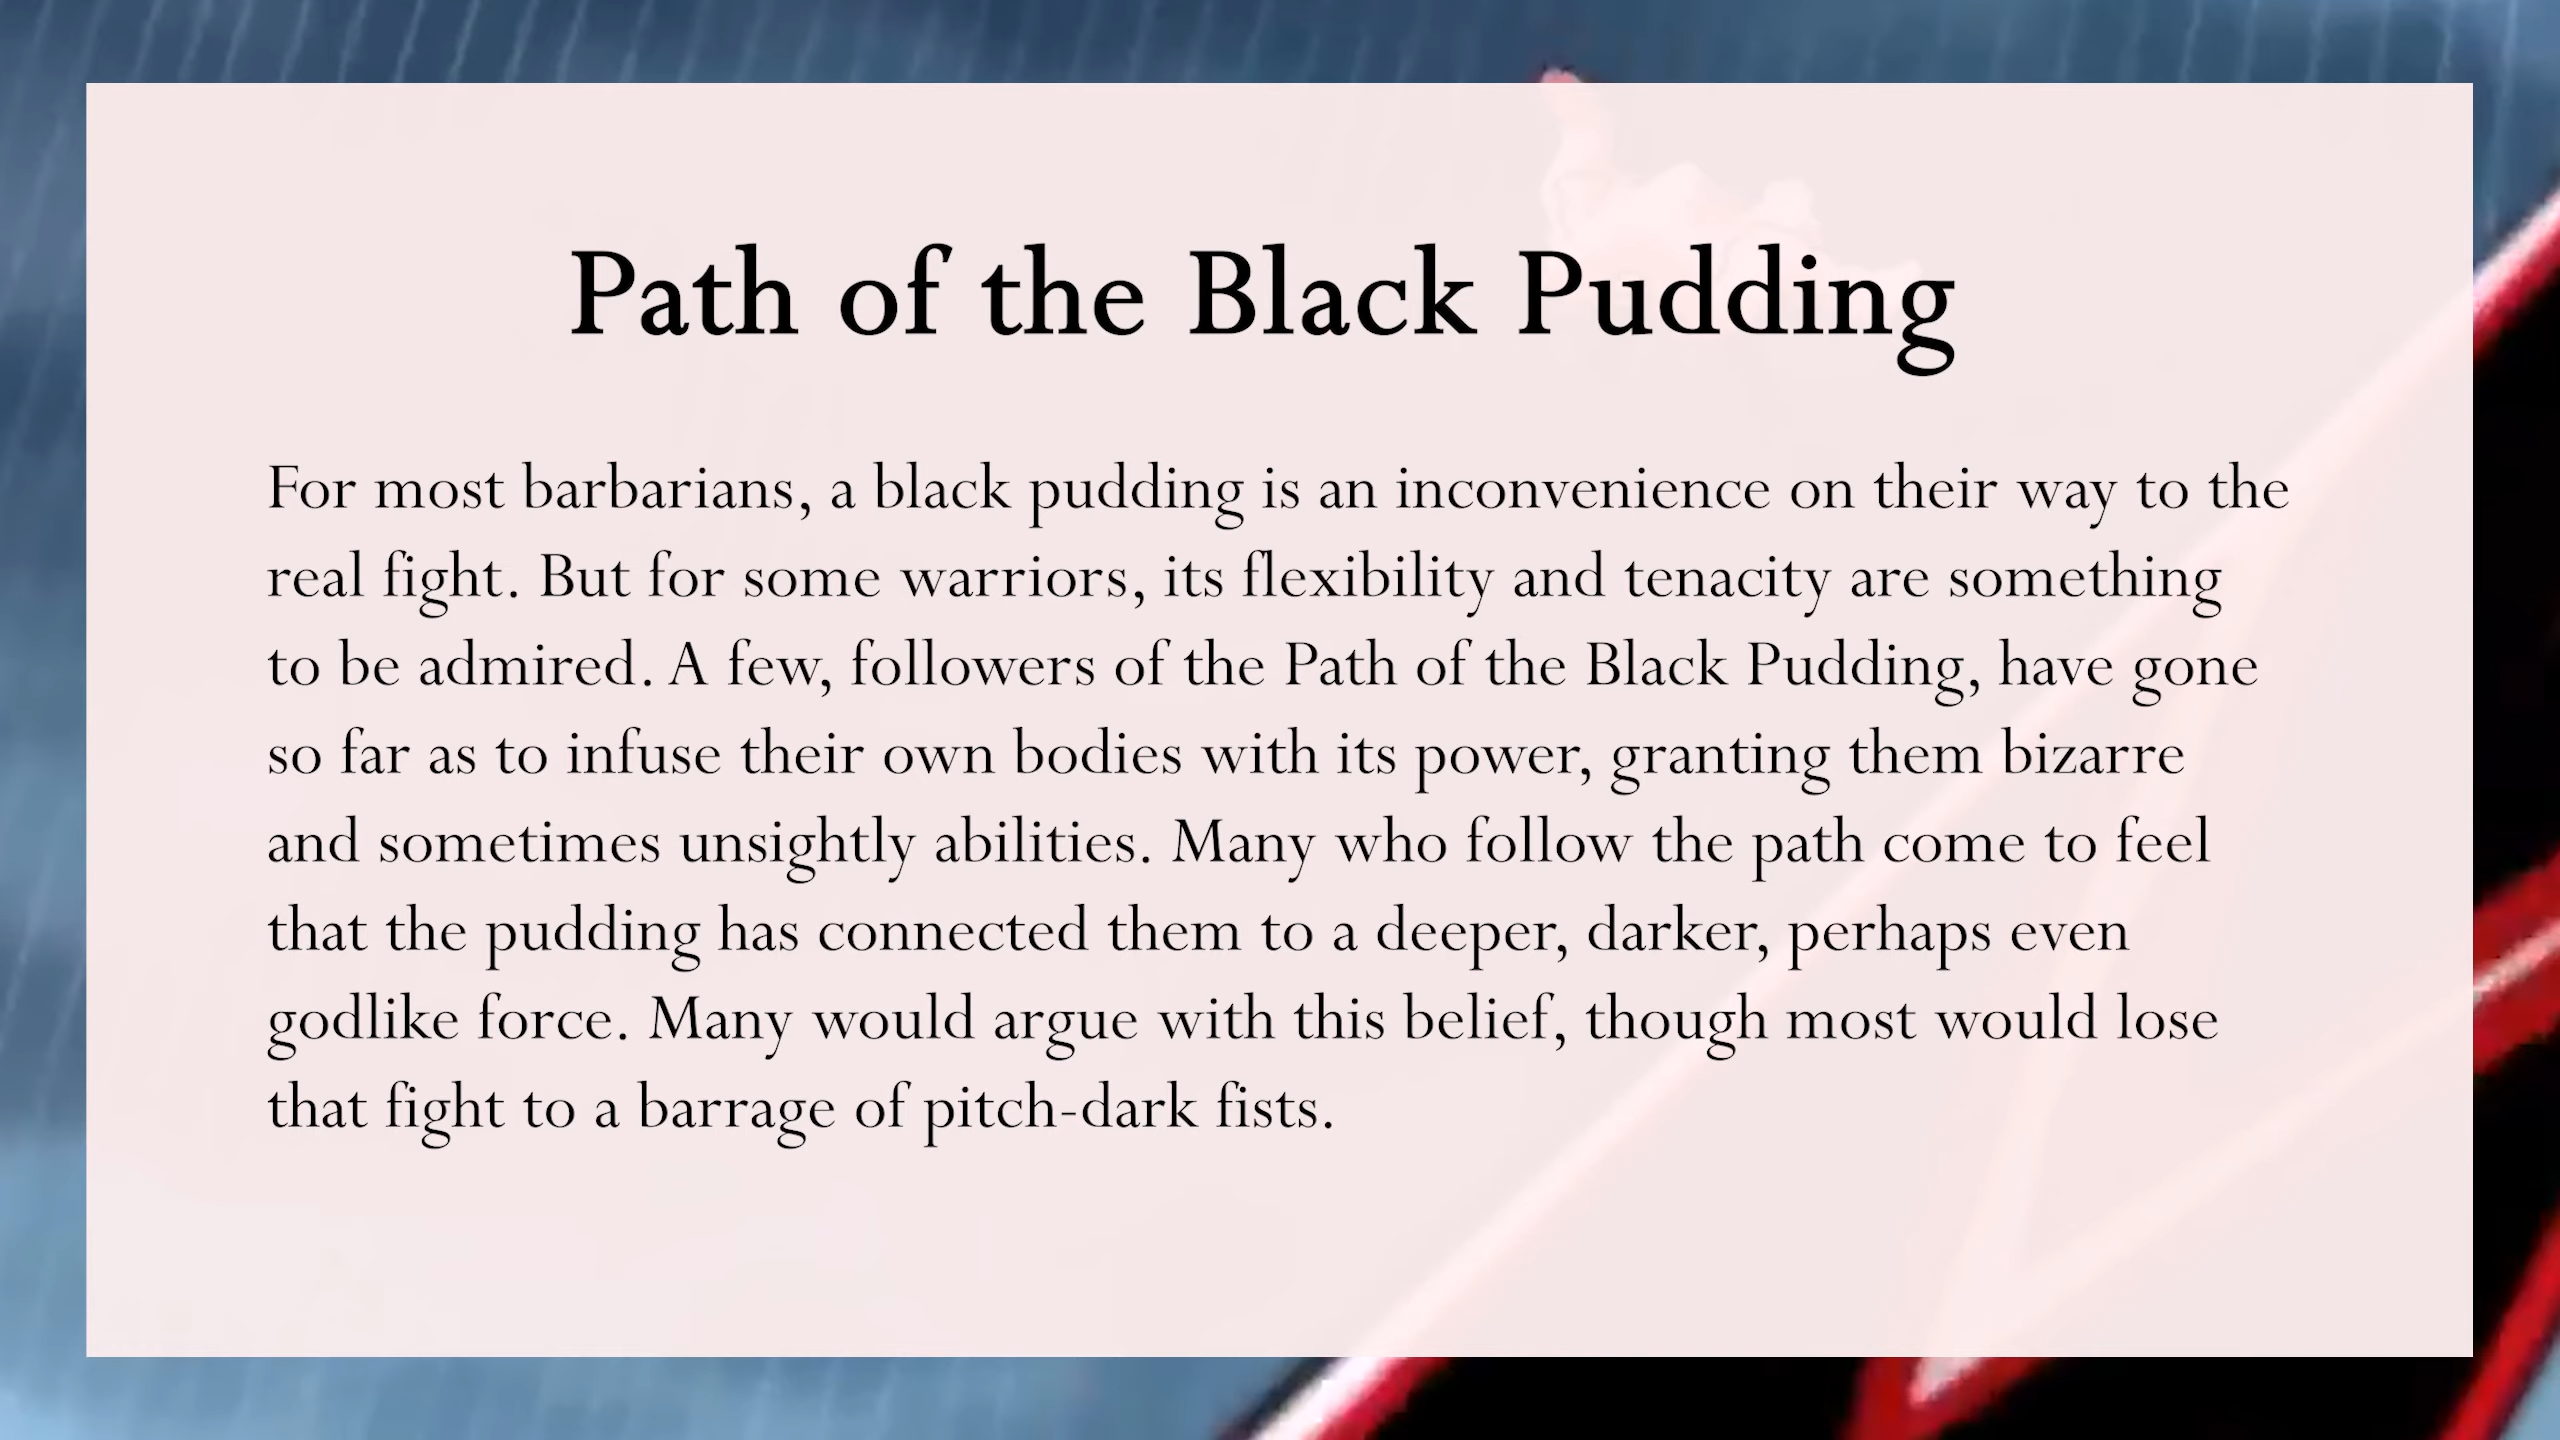 Path of the Black Pudding
For most barbarians, a black pudding is an inconvenience on their way to the
real fight. But for some warriors, its flexibility and tenacity are something
to be admired. A few, followers of the Path of the Black Pudding, have gone
so far as to infuse their own bodies with its power, granting them bizarre
and sometimes unsightly abilities. Many who follow the path come to feel
that the pudding has connected them to a deeper, darker, perhaps even
godlike force. Many would argue with this belief, though most would lose
that fight to a barrage of pitch-dark fists.